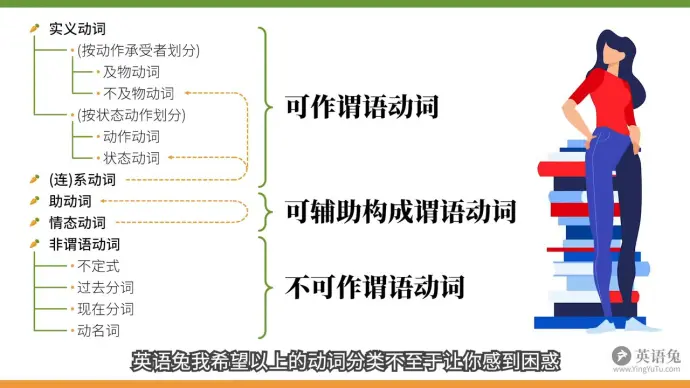 实义动词
(按动作承受者划分)
及物动词
不及物动词
(按状态动作划分)
动作动词
状态动词
(连)系动词
助动词
情态动词
非谓语动词
不定式
过去分词
现在分词
动名词
可作谓语动词
可辅助构成谓语动词
不可作谓语动词
英语兔
www.YingYuTu.com
英语兔我希望以上的动词分类不至于让你感到困惑